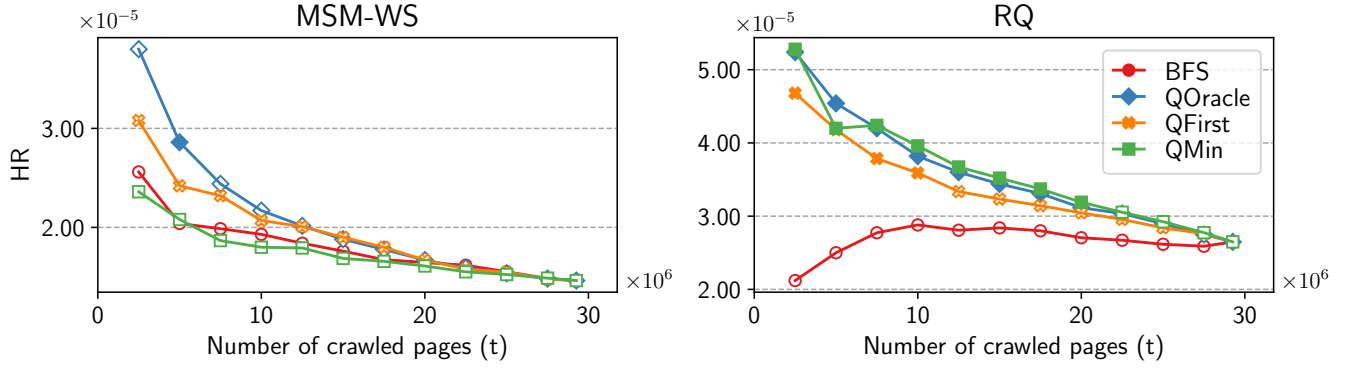 MSM-WS
×10⁻⁵
HR
3.00
2.00
0
10
20
30
×10⁶
Number of crawled pages (t)
RQ
×10⁻⁵
5.00
4.00
3.00
2.00
BFS
QOracle
QFirst
QMin
0
10
20
30
×10⁶
Number of crawled pages (t)